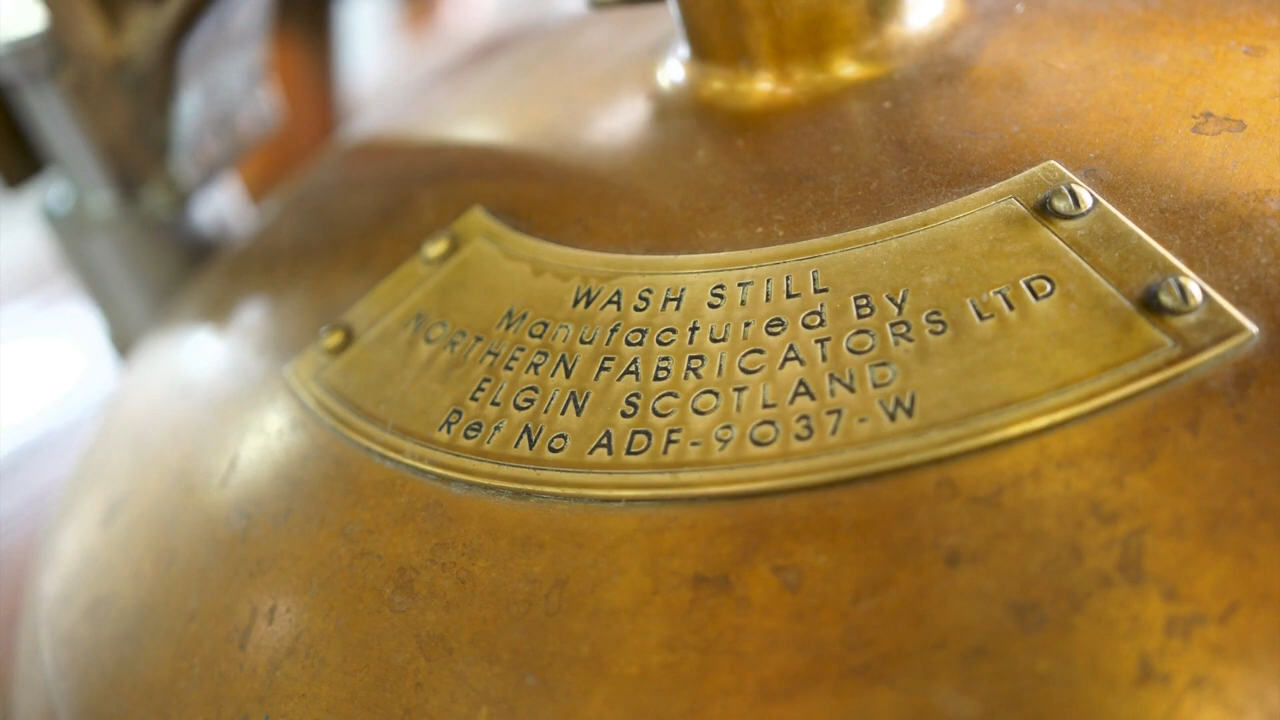 WASH STILL
Manufactured By
NORTHERN FABRICATORS LTD
ELGIN SCOTLAND
Ref No ADF-9037-W